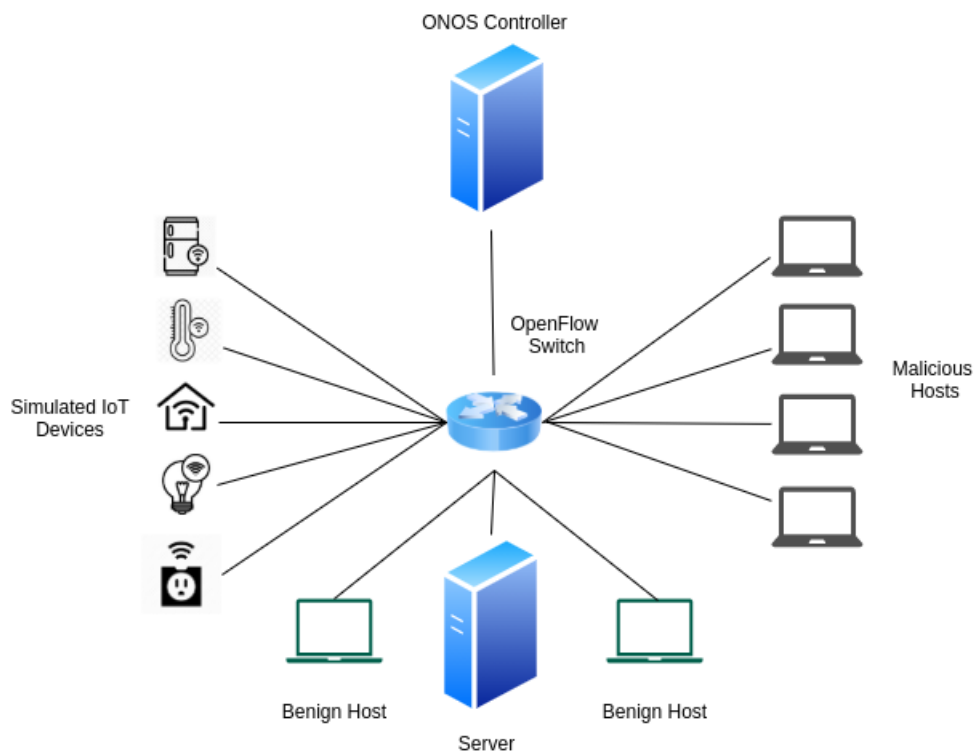 ONOS Controller
OpenFlow
Switch
Malicious
Hosts
Simulated IoT
Devices
Benign Host
Benign Host
Server